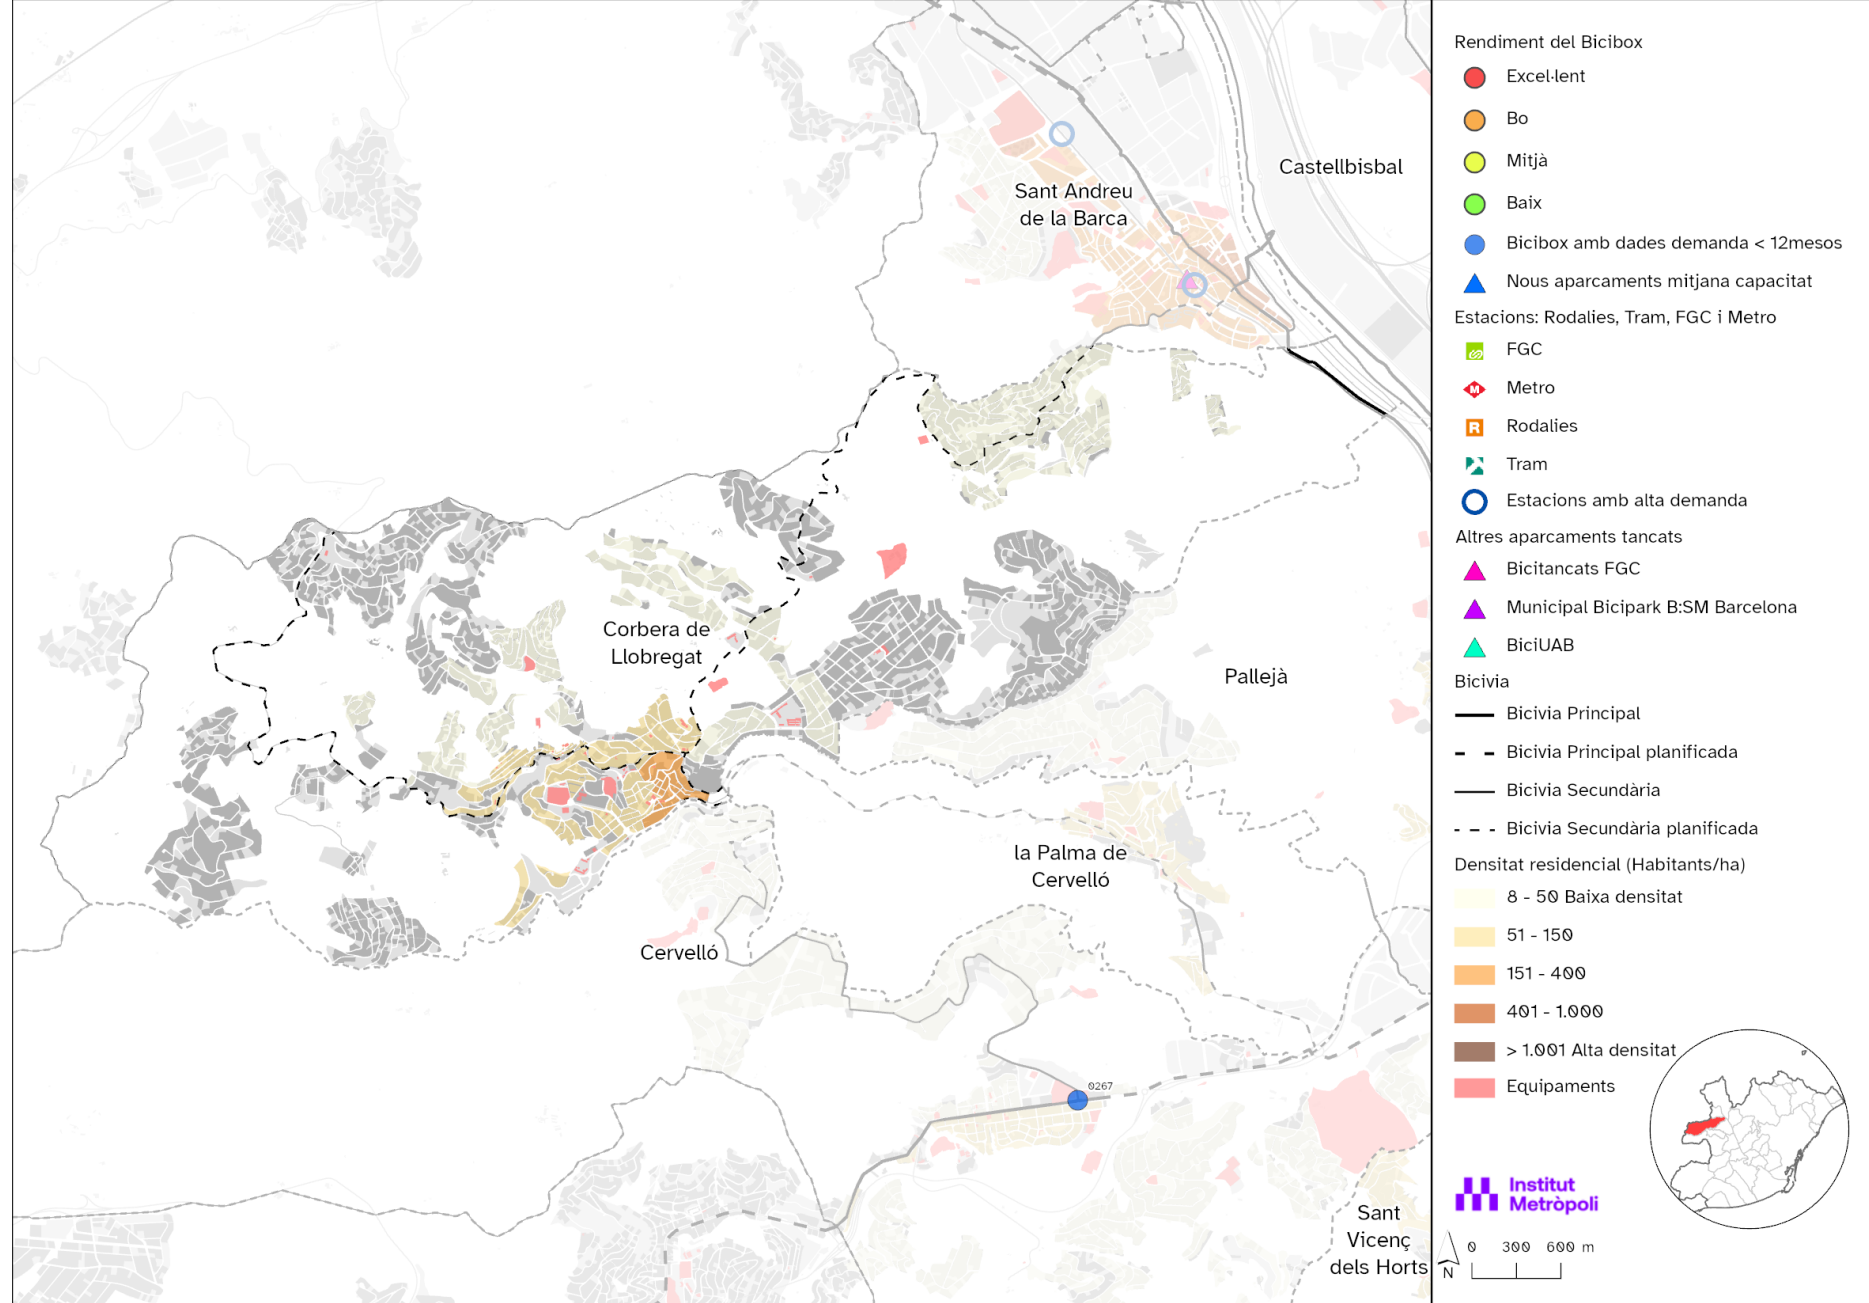 Castellbisbal
Sant Andreu
de la Barca
Corbera de
Llobregat
Pallejà
la Palma de
Cervelló
Cervelló
0267
Sant
Vicenç
dels Horts
Rendiment del Bicibox
Excel·lent
Bo
Mitjà
Baix
Bicibox amb dades demanda < 12mesos
Nous aparcaments mitjana capacitat
Estacions: Rodalies, Tram, FGC i Metro
FGC
M
Metro
R
Rodalies
Tram
Estacions amb alta demanda
Altres aparcaments tancats
Bicitancats FGC
Municipal Bicipark B:SM Barcelona
BiciUAB
Bicivia
Bicivia Principal
Bicivia Principal planificada
Bicivia Secundària
Bicivia Secundària planificada
Densitat residencial (Habitants/ha)
8 - 50 Baixa densitat
51 - 150
151 - 400
401 - 1.000
> 1.001 Alta densitat
Equipaments
Institut
Metròpoli
N
0 300 600 m